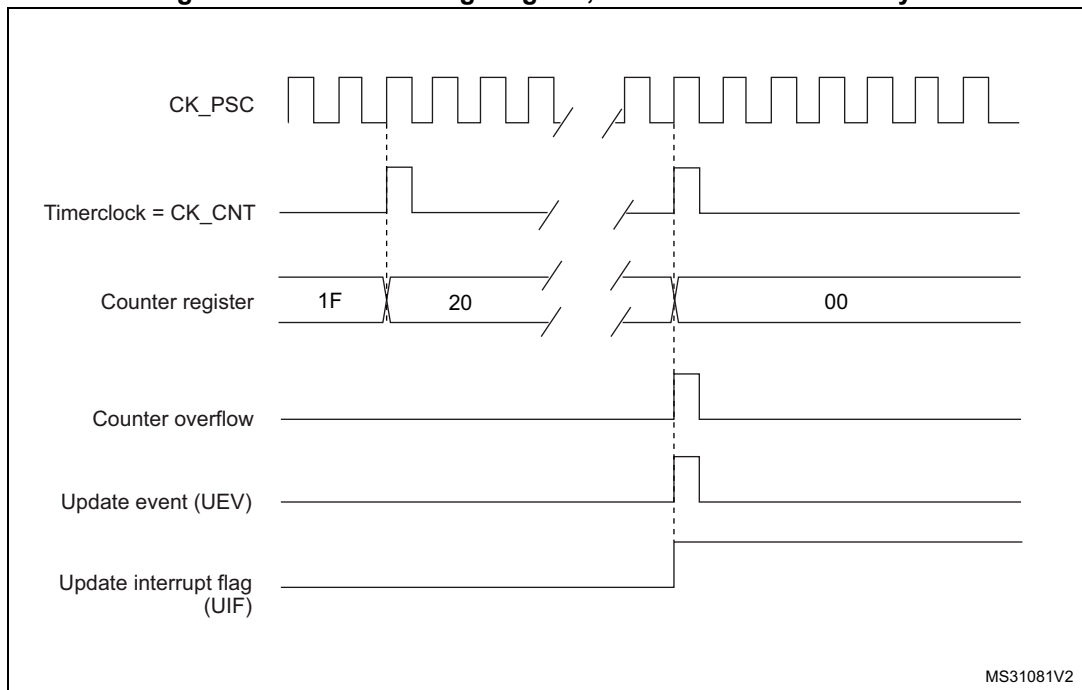 CK_PSC
Timerclock = CK_CNT
Counter register
1F
20
00
Counter overflow
Update event (UEV)
Update interrupt flag
(UIF)
MS31081V2